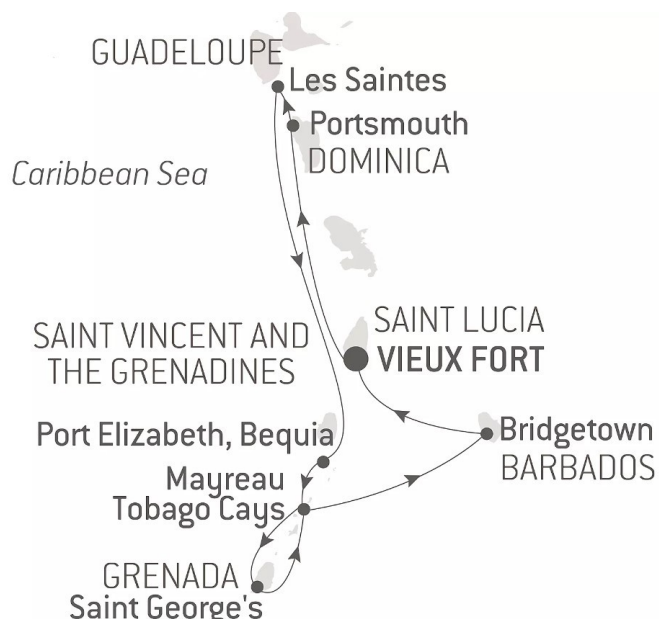 GUADELOUPE
Les Saintes
Portsmouth
DOMINICA
Caribbean Sea
SAINT LUCIA
VIEUX FORT
SAINT VINCENT AND
THE GRENADINES
Port Elizabeth, Bequia
Bridgetown
BARBADOS
Mayreau
Tobago Cays
GRENADA
Saint George's